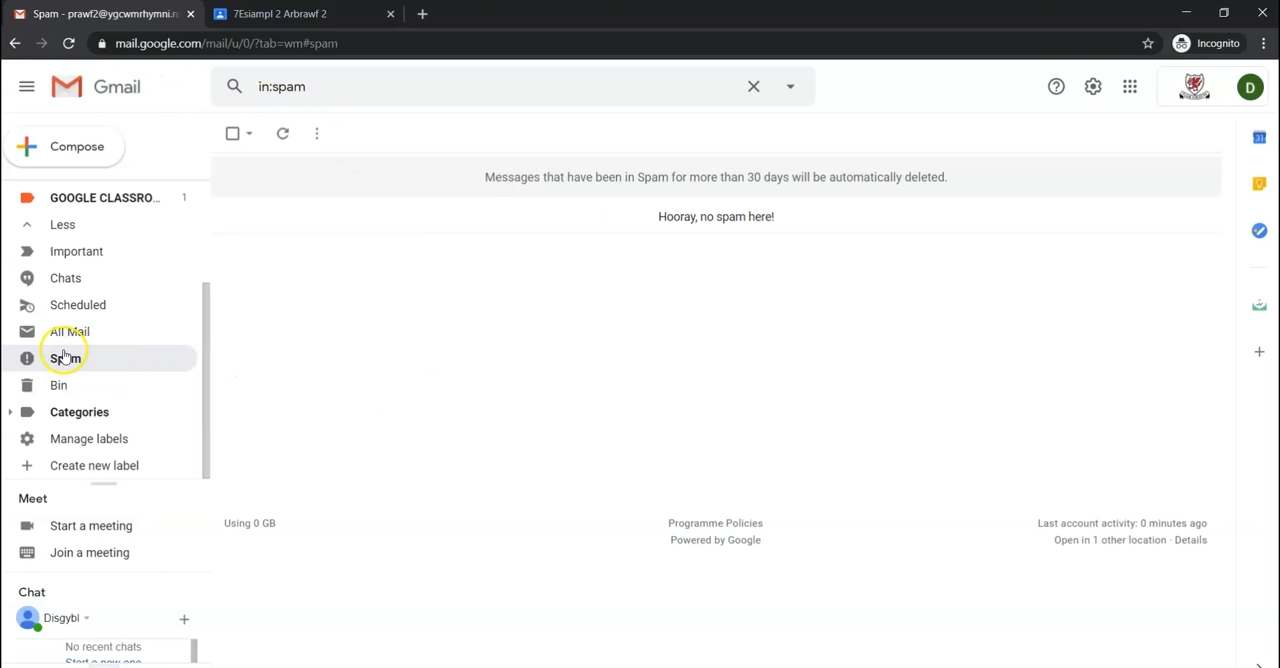 Spam - prawf2@ygcwmrhymni.n
7Esiampl 2 Arbrawf 2
mail.google.com/mail/u/0/?tab=wm#spam
Incognito
Gmail
in:spam
D
Compose
Messages that have been in Spam for more than 30 days will be automatically deleted.
31
GOOGLE CLASSRO... 1
Hooray, no spam here!
Less
Important
Chats
Scheduled
All Mail
Spam
Bin
Categories
Manage labels
Create new label
Meet
Using 0 GB
Programme Policies
Last account activity: 0 minutes ago
Start a meeting
Powered by Google
Open in 1 other location · Details
Join a meeting
Chat
Disgybl
No recent chats
Start a new one